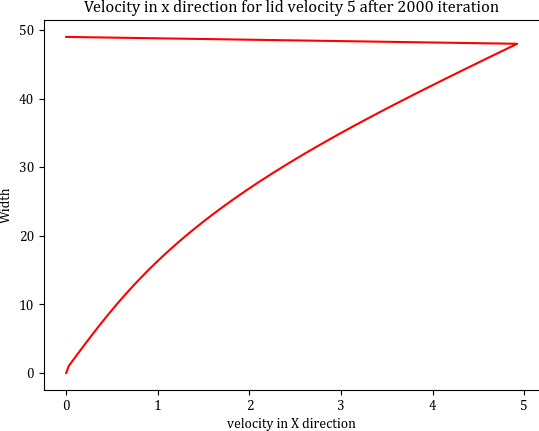 Velocity in x direction for lid velocity 5 after 2000 iteration
50
40
30
20
10
0
Width
0 1 2 3 4 5
velocity in X direction